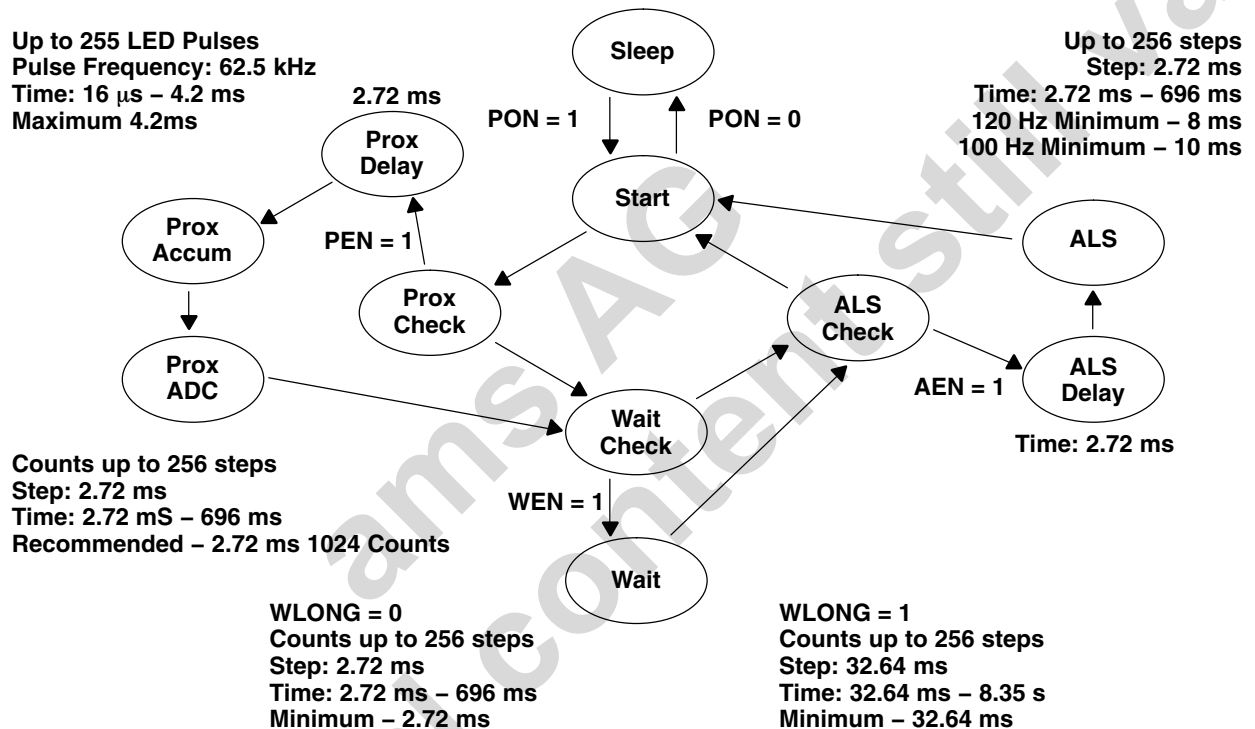 Up to 255 LED Pulses
Pulse Frequency: 62.5 kHz
Time: 16 μs – 4.2 ms
Maximum 4.2ms
Sleep
Up to 256 steps
Step: 2.72 ms
Time: 2.72 ms – 696 ms
120 Hz Minimum – 8 ms
100 Hz Minimum – 10 ms
2.72 ms
PON = 1
PON = 0
Prox
Delay
Start
Prox
Accum
PEN = 1
ALS
Prox
Check
ALS
Check
Prox
ADC
AEN = 1
ALS
Delay
Time: 2.72 ms
Wait
Check
Counts up to 256 steps
Step: 2.72 ms
Time: 2.72 mS – 696 ms
Recommended – 2.72 ms 1024 Counts
WEN = 1
Wait
WLONG = 0
Counts up to 256 steps
Step: 2.72 ms
Time: 2.72 ms – 696 ms
Minimum – 2.72 ms
WLONG = 1
Counts up to 256 steps
Step: 32.64 ms
Time: 32.64 ms – 8.35 s
Minimum – 32.64 ms
ams AG
content still va